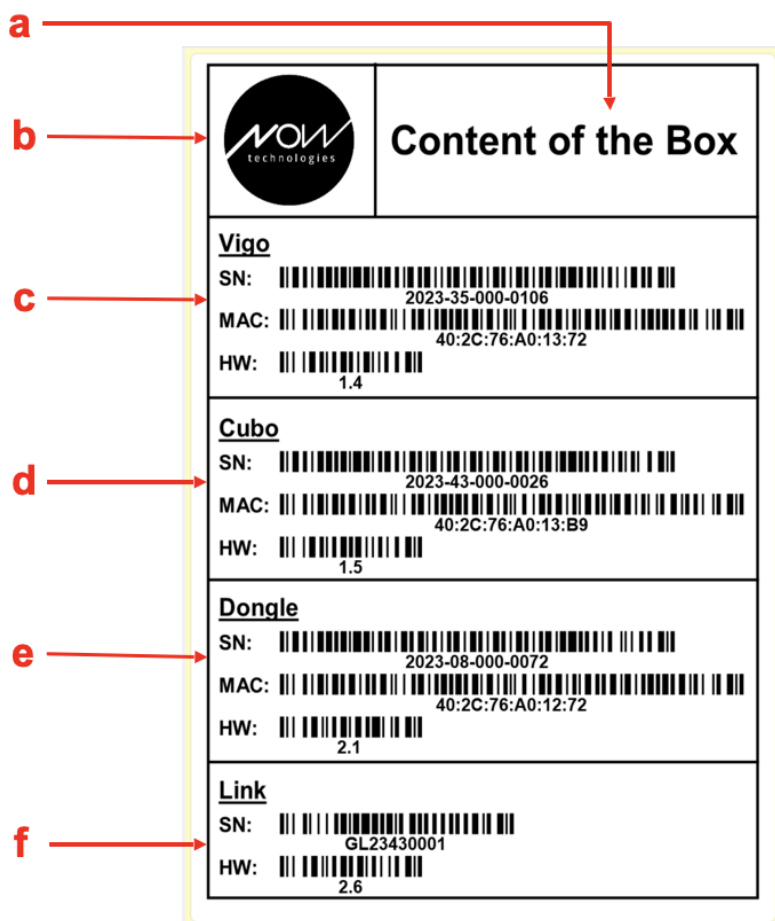 a
b
NOW
technologies
Content of the Box
c
Vigo
SN:
2023-35-000-0106
MAC:
40:2C:76:A0:13:72
HW:
1.4
d
Cubo
SN:
2023-43-000-0026
MAC:
40:2C:76:A0:13:B9
HW:
1.5
e
Dongle
SN:
2023-08-000-0072
MAC:
40:2C:76:A0:12:72
HW:
2.1
f
Link
SN:
GL23430001
HW:
2.6